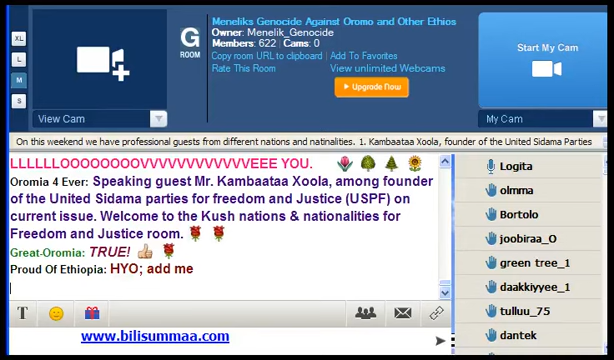 XL
L
M
S
View Cam
G
ROOM
Meneliks Genocide Against Oromo and Other Ethios
Owner: Menelik_Genocide
Members: 622 | Cams: 0
Copy room URL to clipboard | Add To Favorites
Rate This Room View unlimited Webcams
Upgrade Now
Start My Cam
My Cam
On this weekend we have professional guests from different nations and natinalities. 1. Kambaataa Xoola, founder of the United Sidama Parties
LLLLLLOOOOOOOOVVVVVVVVVVVVEEE YOU.
Oromia 4 Ever: Speaking guest Mr. Kambaataa Xoola, among founder
of the United Sidama parties for freedom and Justice (USPF) on
current issue. Welcome to the Kush nations & nationalities for
Freedom and Justice room.
Great-Oromia: TRUE!
Proud Of Ethiopia: HYO; add me
Logita
olmma
Bortolo
joobiraa_O
green tree_1
daakkiyyee_1
tulluu_75
dantek
T
www.bilisummaa.com